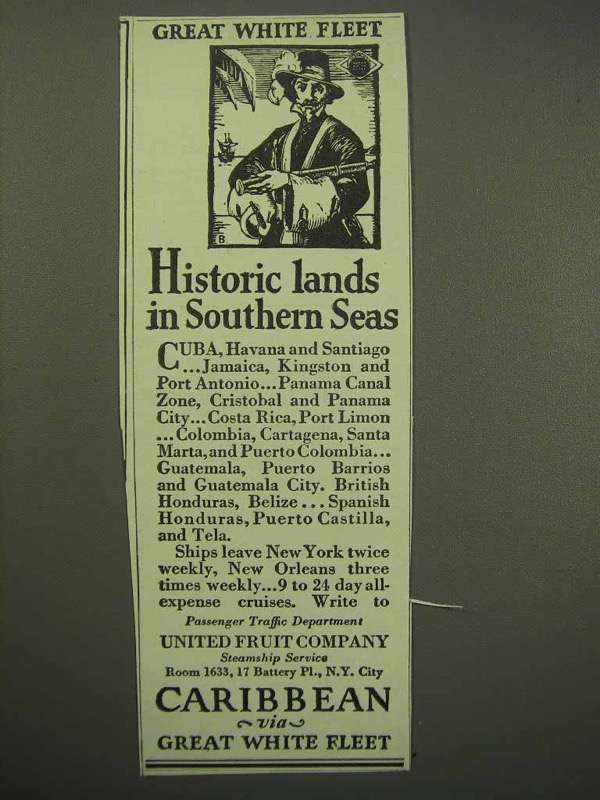 GREAT WHITE FLEET
B
Historic lands
in Southern Seas
CUBA, Havana and Santiago
...Jamaica, Kingston and
Port Antonio...Panama Canal
Zone, Cristobal and Panama
City...Costa Rica, Port Limon
...Colombia, Cartagena, Santa
Marta, and Puerto Colombia...
Guatemala, Puerto Barrios
and Guatemala City. British
Honduras, Belize... Spanish
Honduras, Puerto Castilla,
and Tela.
Ships leave New York twice
weekly, New Orleans three
times weekly...9 to 24 day all-
expense cruises. Write to
Passenger Traffic Department
UNITED FRUIT COMPANY
Steamship Service
Room 1633, 17 Battery Pl., N.Y. City
CARIBBEAN
via
GREAT WHITE FLEET